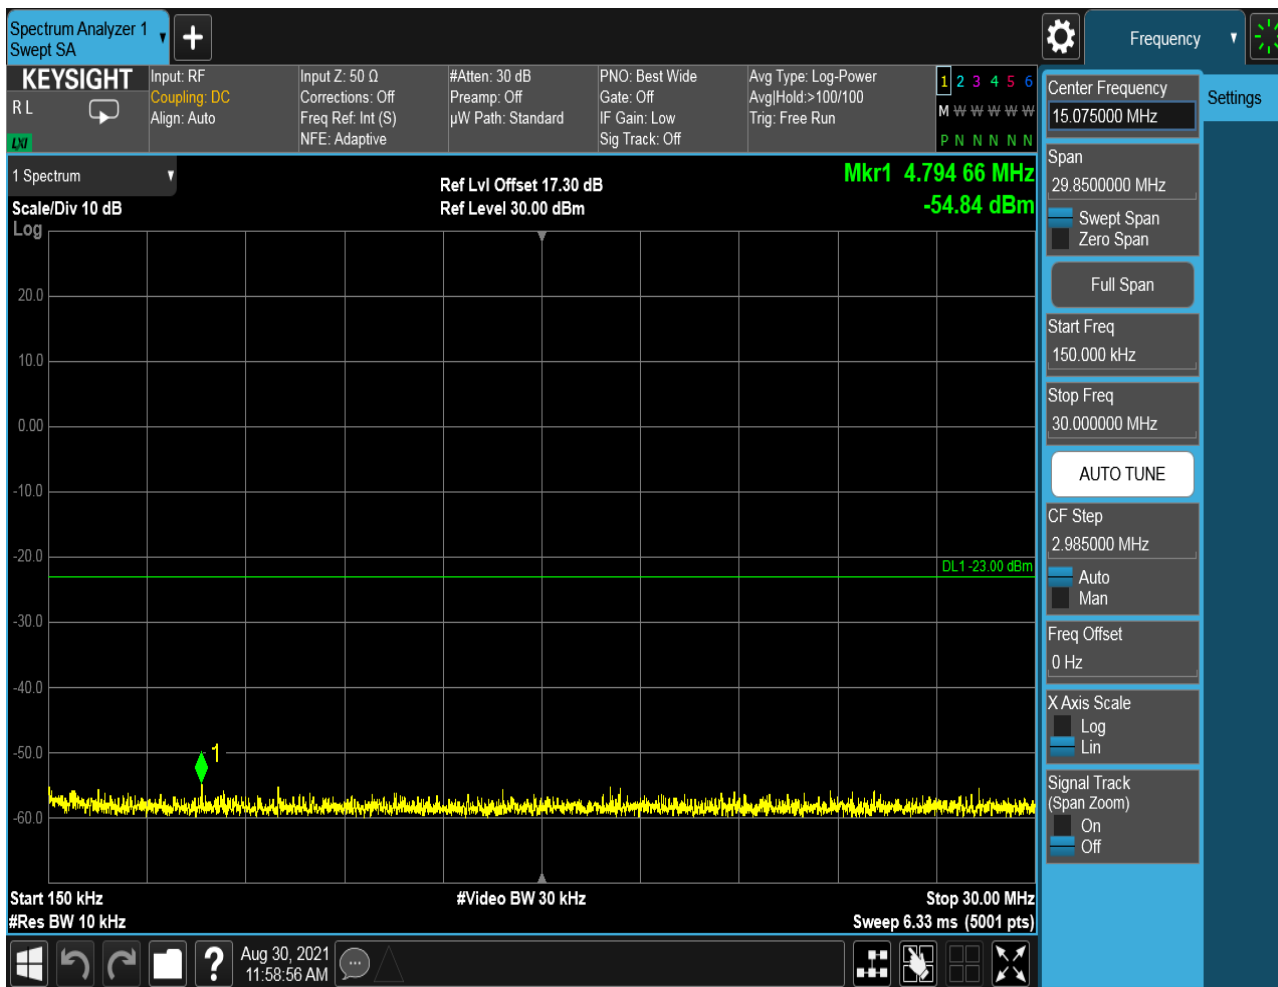 Spectrum Analyzer 1
Swept SA
Frequency
KEYSIGHT
R L
LXI
Input: RF
Coupling: DC
Align: Auto
Input Z: 50 Ω
Corrections: Off
Freq Ref: Int (S)
NFE: Adaptive
#Atten: 30 dB
Preamp: Off
µW Path: Standard
PNO: Best Wide
Gate: Off
IF Gain: Low
Sig Track: Off
Avg Type: Log-Power
Avg|Hold:>100/100
Trig: Free Run
1 2 3 4 5 6
M W W W W W
P N N N N N
1 Spectrum
Scale/Div 10 dB
Log
Ref Lvl Offset 17.30 dB
Ref Level 30.00 dBm
Mkr1 4.794 66 MHz
-54.84 dBm
20.0
10.0
0.00
-10.0
-20.0
DL1 -23.00 dBm
-30.0
-40.0
-50.0
1
-60.0
Start 150 kHz
#Res BW 10 kHz
#Video BW 30 kHz
Stop 30.00 MHz
Sweep 6.33 ms (5001 pts)
Center Frequency
15.075000 MHz
Settings
Span
29.8500000 MHz
Swept Span
Zero Span
Full Span
Start Freq
150.000 kHz
Stop Freq
30.000000 MHz
AUTO TUNE
CF Step
2.985000 MHz
Auto
Man
Freq Offset
0 Hz
X Axis Scale
Log
Lin
Signal Track
(Span Zoom)
On
Off
?
Aug 30, 2021
11:58:56 AM